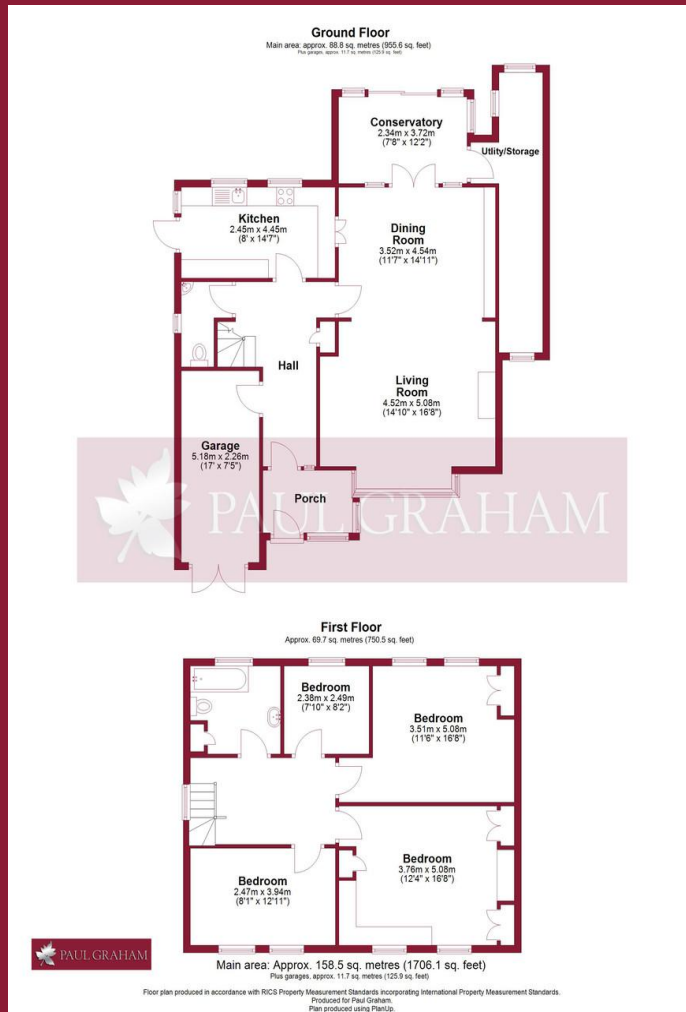 Ground Floor
Main area: approx. 88.8 sq. metres (955.6 sq. feet)
Plus garages, approx. 11.7 sq. metres (125.9 sq. feet)
Conservatory
2.34m x 3.72m
(7'8" x 12'2")
Utlity/Storage
Kitchen
2.45m x 4.45m
(8' x 14'7")
Dining
Room
3.52m x 4.54m
(11'7" x 14'11")
Hall
Living
Room
4.52m x 5.08m
(14'10" x 16'8")
Garage
5.18m x 2.26m
(17' x 7'5")
Porch
PAUL GRAHAM
First Floor
Approx. 69.7 sq. metres (750.5 sq. feet)
Bedroom
2.38m x 2.49m
(7'10" x 8'2")
Bedroom
3.51m x 5.08m
(11'6" x 16'8")
Bedroom
3.76m x 5.08m
(12'4" x 16'8")
Bedroom
2.47m x 3.94m
(8'1" x 12'11")
PAUL GRAHAM
Main area: Approx. 158.5 sq. metres (1706.1 sq. feet)
Plus garages, approx. 11.7 sq. metres (125.9 sq. feet)
Floor plan produced in accordance with RICS Property Measurement Standards incorporating International Property Measurement Standards.
Produced for Paul Graham.
Plan produced using PlanUp.